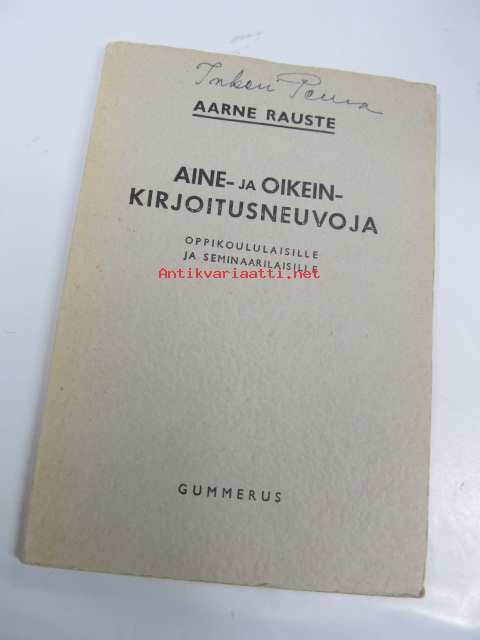 AARNE RAUSTE
AINE- JA OIKEIN-
KIRJOITUSNEUVOJA
OPPIKOULULAISILLE
JA SEMINAARILAISILLE
Antikvariaatti.net
GUMMERUS